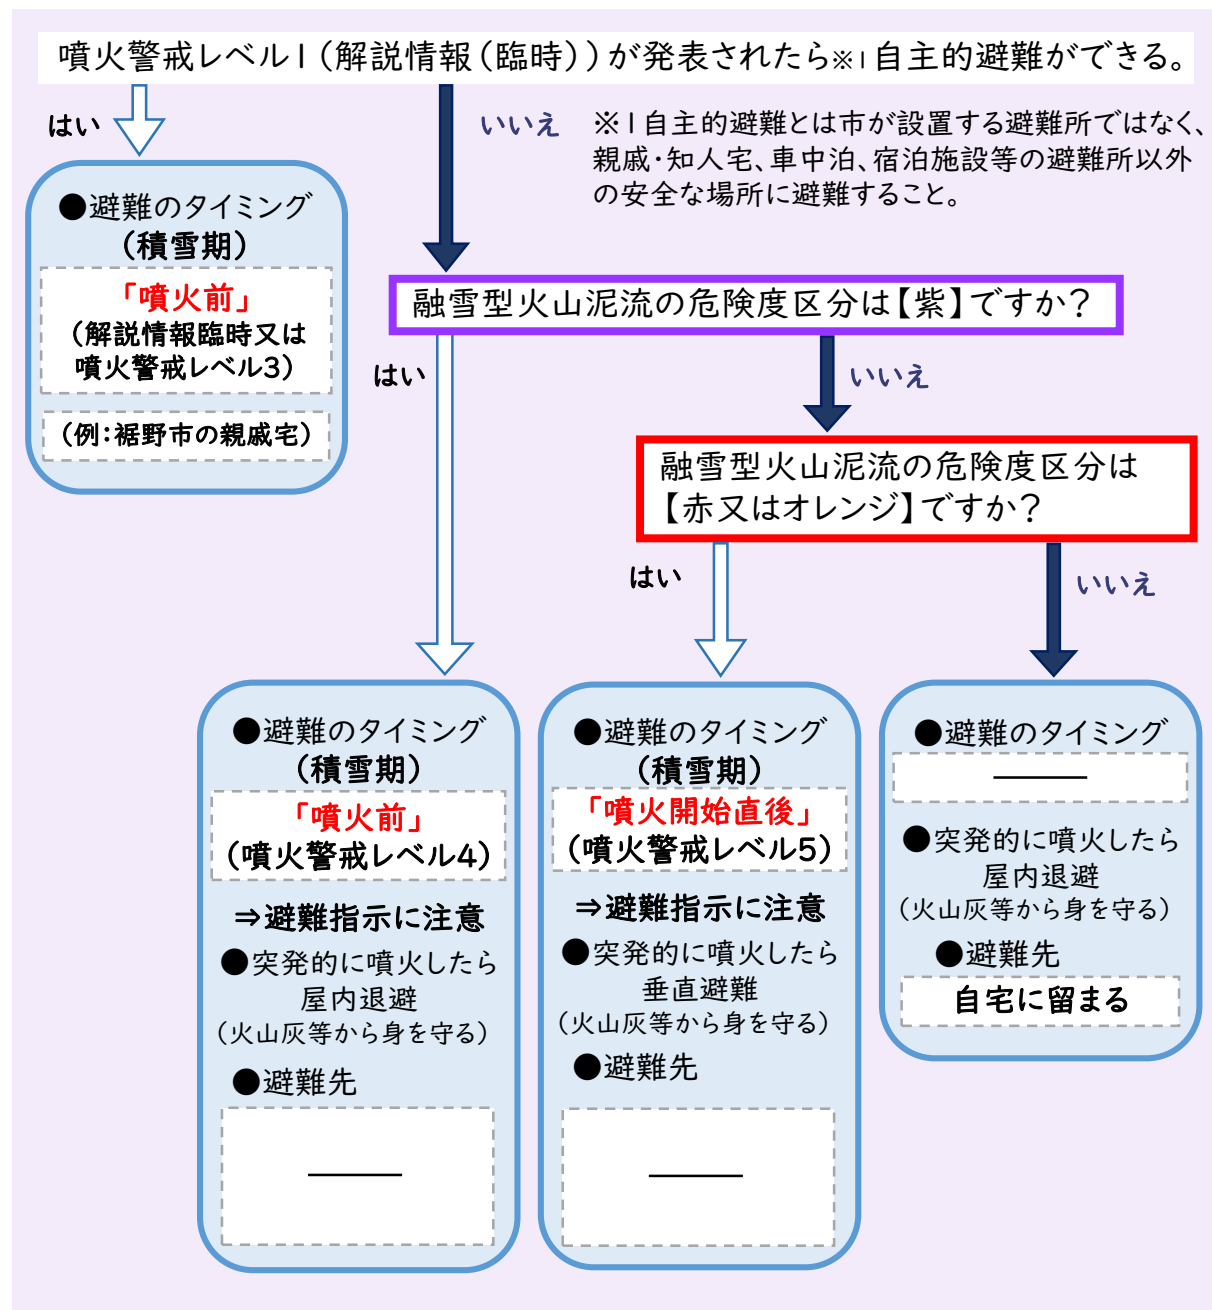 噴火警戒レベル1（解説情報（臨時））が発表されたら※1自主的避難ができる。
はい
いいえ
※1自主的避難とは市が設置する避難所ではなく、
親戚・知人宅、車中泊、宿泊施設等の避難所以外
の安全な場所に避難すること。
●避難のタイミング
（積雪期）
「噴火前」
（解説情報臨時又は
噴火警戒レベル3）
（例：裾野市の親戚宅）
融雪型火山泥流の危険度区分は【紫】ですか？
はい
いいえ
融雪型火山泥流の危険度区分は
【赤又はオレンジ】ですか？
はい
いいえ
●避難のタイミング
（積雪期）
「噴火前」
（噴火警戒レベル4）
⇒避難指示に注意
●突発的に噴火したら
屋内退避
（火山灰等から身を守る）
●避難先
●避難のタイミング
（積雪期）
「噴火開始直後」
（噴火警戒レベル5）
⇒避難指示に注意
●突発的に噴火したら
垂直避難
（火山灰等から身を守る）
●避難先
●避難のタイミング
●突発的に噴火したら
屋内退避
（火山灰等から身を守る）
●避難先
自宅に留まる